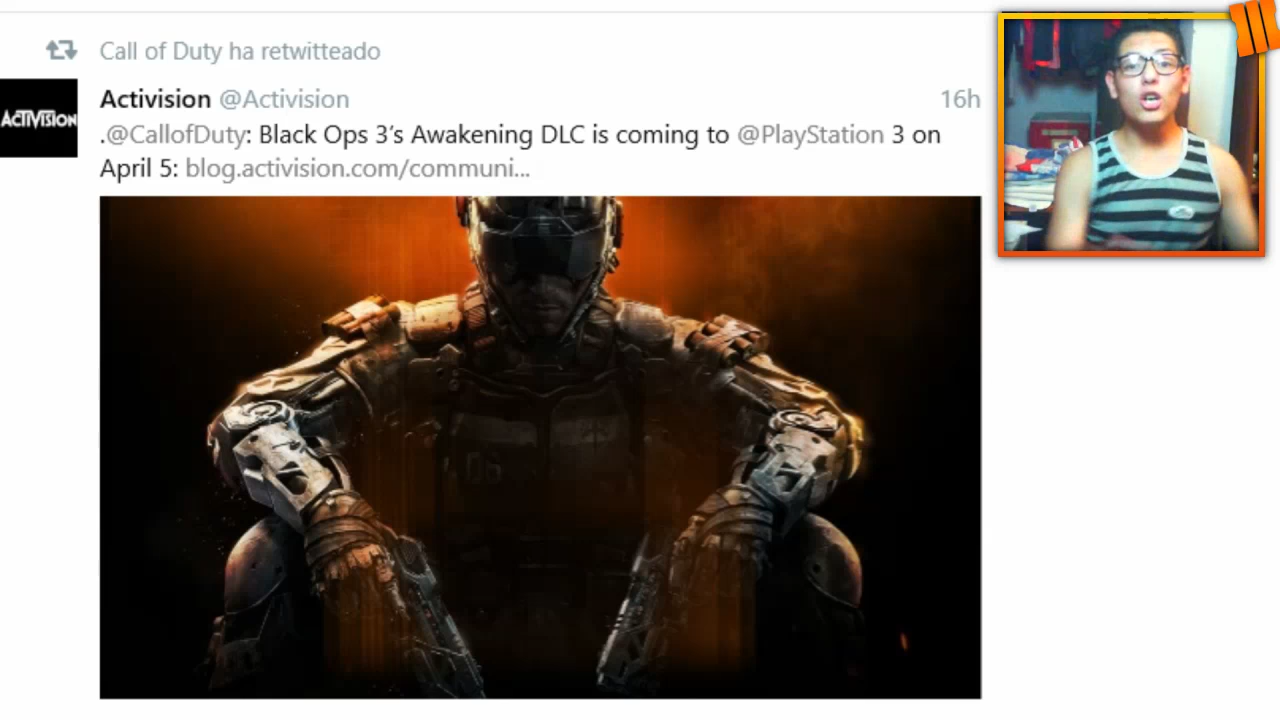 Call of Duty ha retwitteado
Activision @Activision 16h
ACTIVISION
.@CallofDuty: Black Ops 3's Awakening DLC is coming to @PlayStation 3 on
April 5: blog.activision.com/communi...